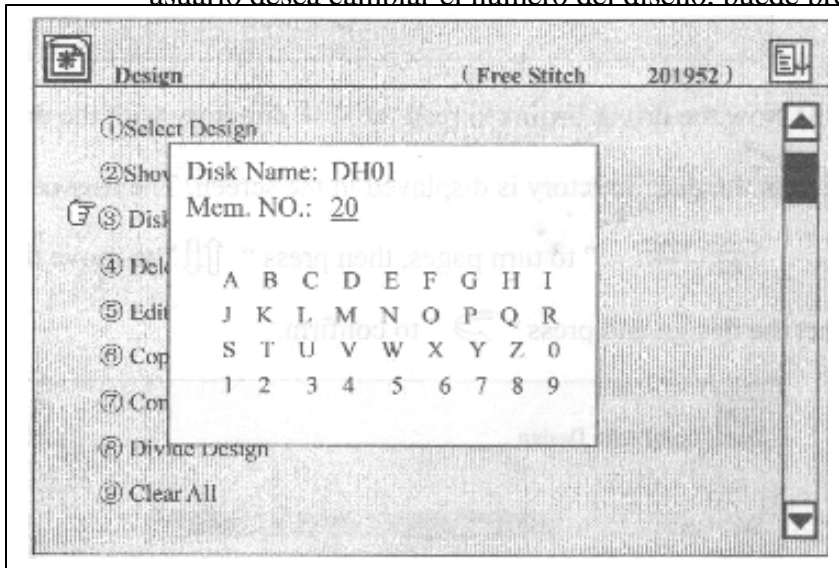 usuario desea cambiar el número del diseño, puede
Design ( Free Stitch 201952 )
①Select Design
②Show
Disk Name: DH01
Mem. NO.: 20
③ Disk
④ Dele
⑤ Edit
⑥ Cop
⑦ Con
A B C D E F G H I
J K L M N O P Q R
S T U V W X Y Z 0
1 2 3 4 5 6 7 8 9
⑧ Divide Design
⑨ Clear All